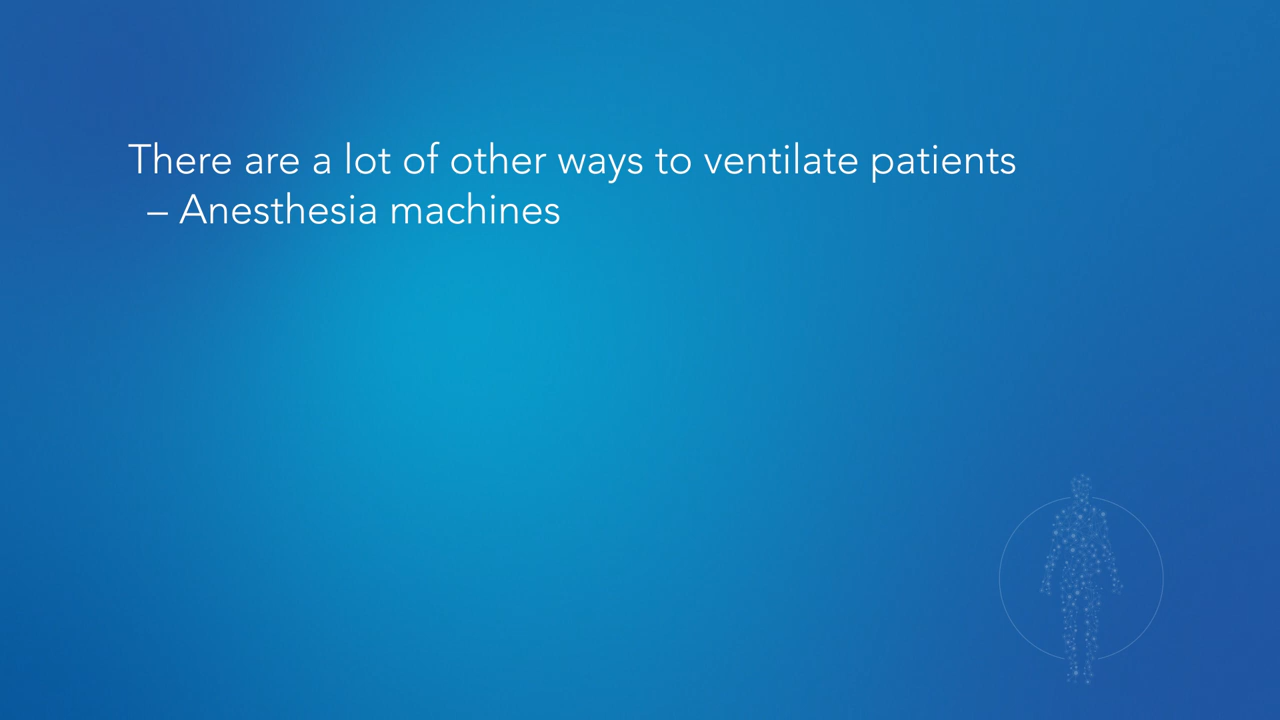 There are a lot of other ways to ventilate patients
– Anesthesia machines